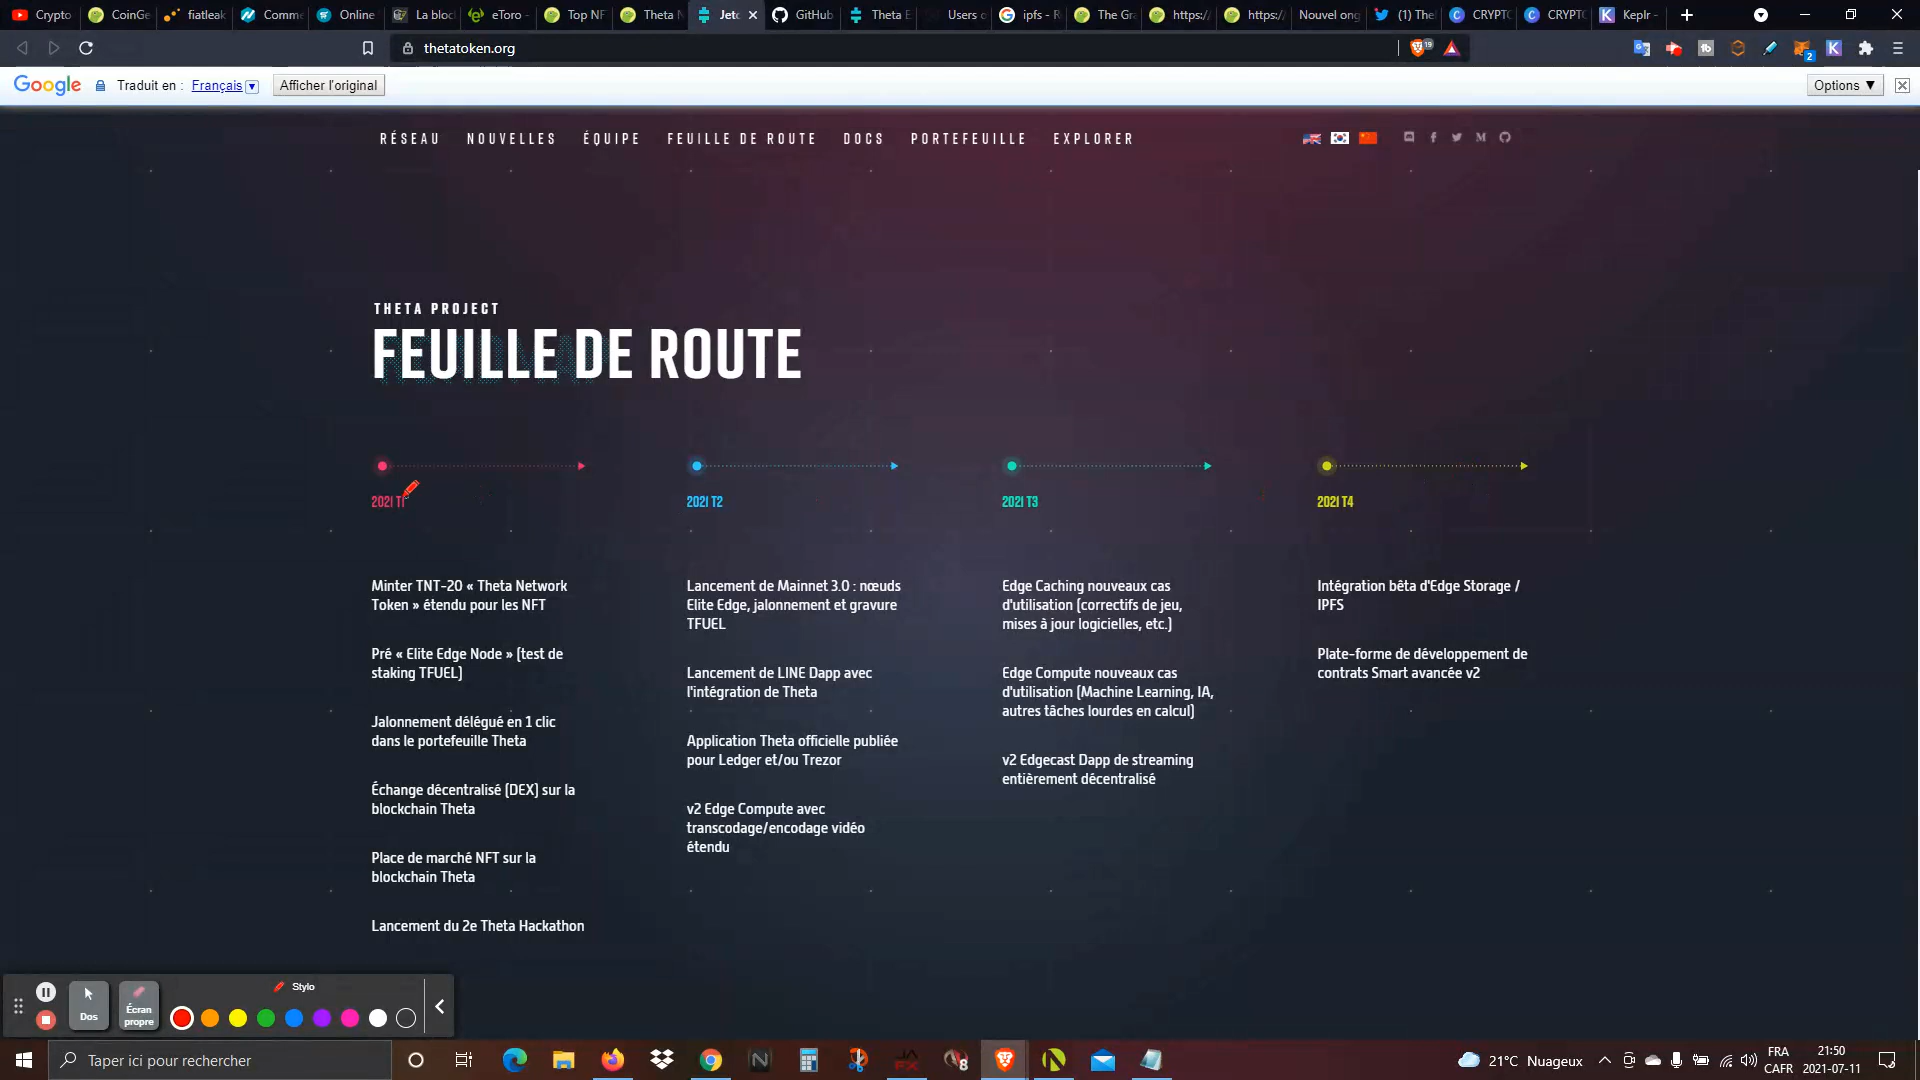 Crypto
CoinGe
fiatleak
Comme
Online
La bloc
eToro -
Top NF
Theta N
Jeto
GitHub
Theta E
Users o
ipfs - R
The Gra
https:/
https:/
Nouvel ong
(1) The
CRYPTO
CRYPTO
Keplr -
thetatoken.org
Google
Traduit en :
Français
Afficher l'original
Options ▼
RÉSEAU
NOUVELLES
ÉQUIPE
FEUILLE DE ROUTE
DOCS
PORTEFEUILLE
EXPLORER
THETA PROJECT
FEUILLE DE ROUTE
2021 T1
Minter TNT-20 « Theta Network
Token » étendu pour les NFT
Pré « Elite Edge Node » (test de
staking TFUEL)
Jalonnement délégué en 1 clic
dans le portefeuille Theta
Échange décentralisé (DEX) sur la
blockchain Theta
Place de marché NFT sur la
blockchain Theta
Lancement du 2e Theta Hackathon
2021 T2
Lancement de Mainnet 3.0 : nœuds
Elite Edge, jalonnement et gravure
TFUEL
Lancement de LINE Dapp avec
l'intégration de Theta
Application Theta officielle publiée
pour Ledger et/ou Trezor
v2 Edge Compute avec
transcodage/encodage vidéo
étendu
2021 T3
Edge Caching nouveaux cas
d'utilisation (correctifs de jeu,
mises à jour logicielles, etc.)
Edge Compute nouveaux cas
d'utilisation (Machine Learning, IA,
autres tâches lourdes en calcul)
v2 Edgecast Dapp de streaming
entièrement décentralisé
2021 T4
Intégration bêta d'Edge Storage /
IPFS
Plate-forme de développement de
contrats Smart avancée v2
Stylo
Dos
Écran
propre
Taper ici pour rechercher
21°C Nuageux
FRA
CAFR
21:50
2021-07-11